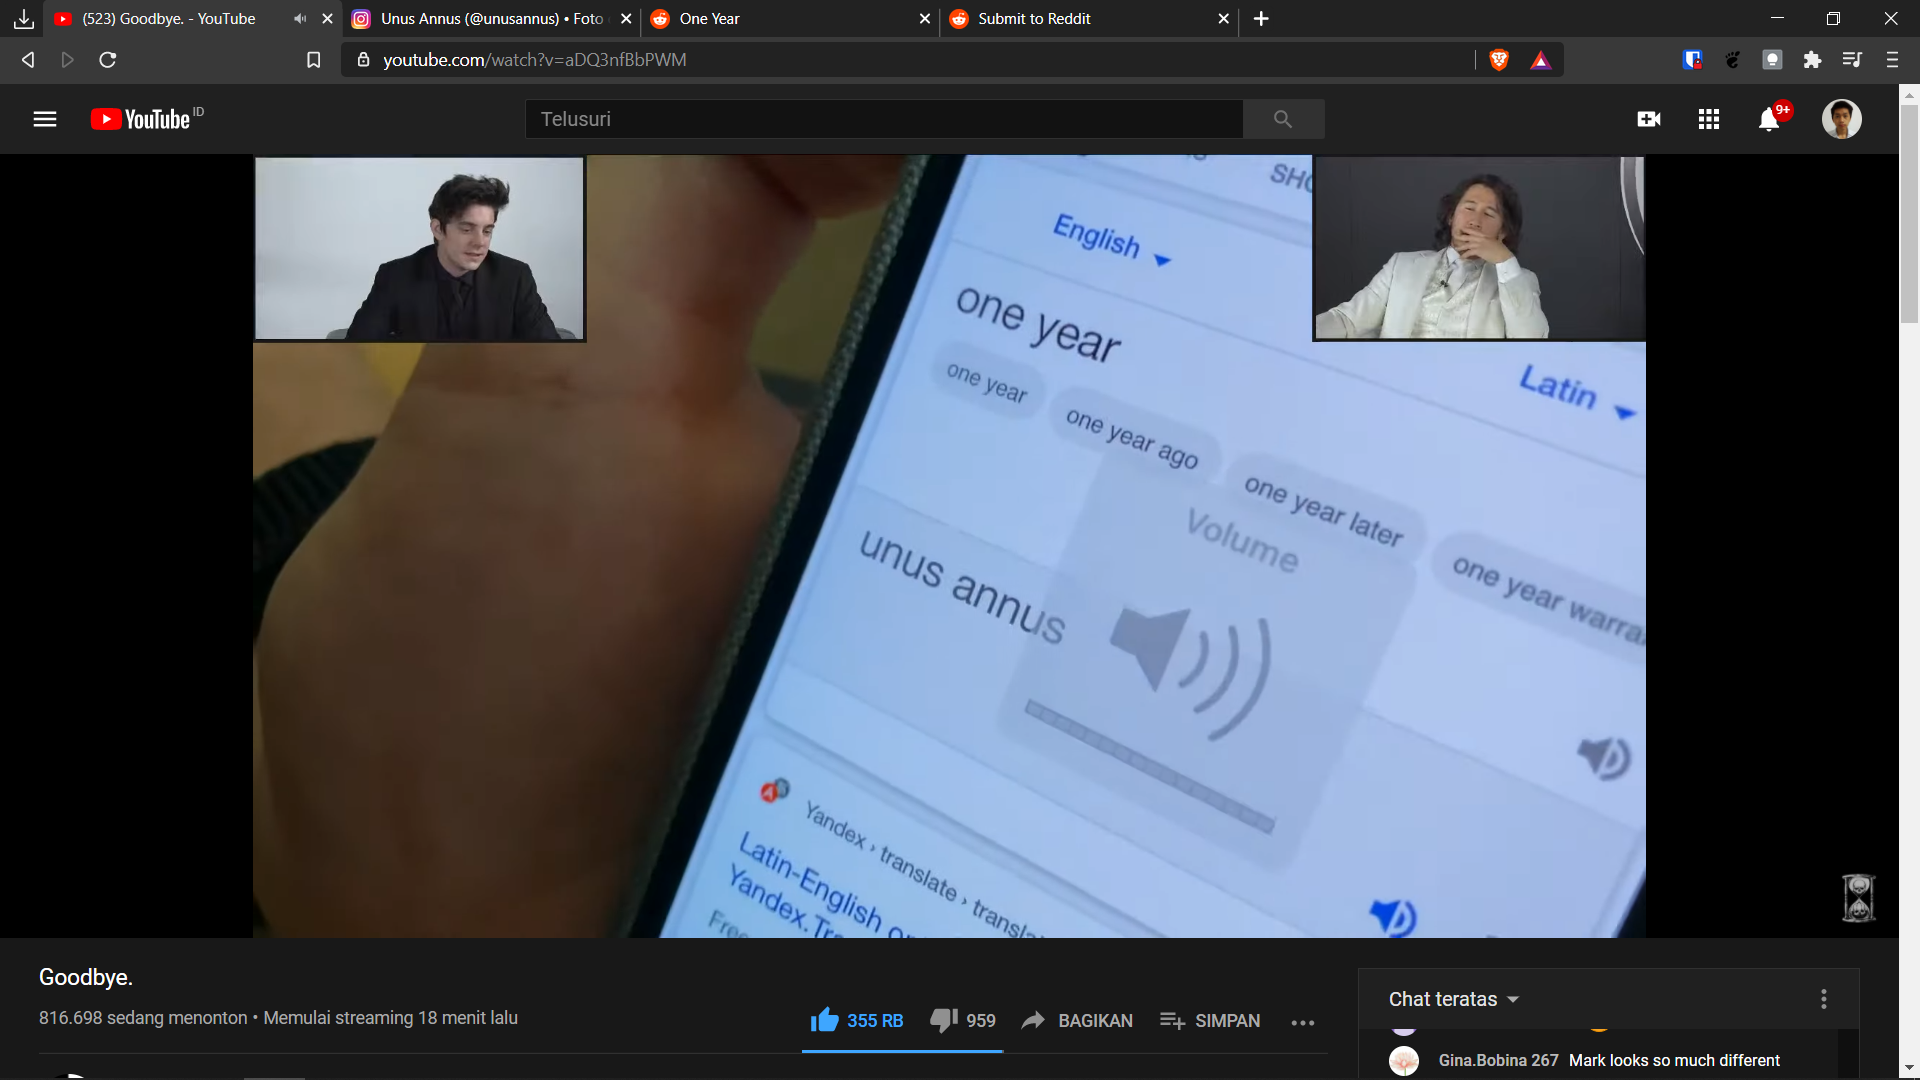 (523) Goodbye. - YouTube
Unus Annus (@unusannus) • Foto
One Year
Submit to Reddit
youtube.com/watch?v=aDQ3nfBbPWM
YouTube ID
Telusuri
9+
English
one year
Latin
one year
one year ago
one year later
one year warra
Volume
unus annus
Yandex › translate › transla
Latin-English
Yandex.Tr
Free
Goodbye.
816.698 sedang menonton • Memulai streaming 18 menit lalu
355 RB
959
BAGIKAN
SIMPAN
Chat teratas
Gina.Bobina 267 Mark looks so much different